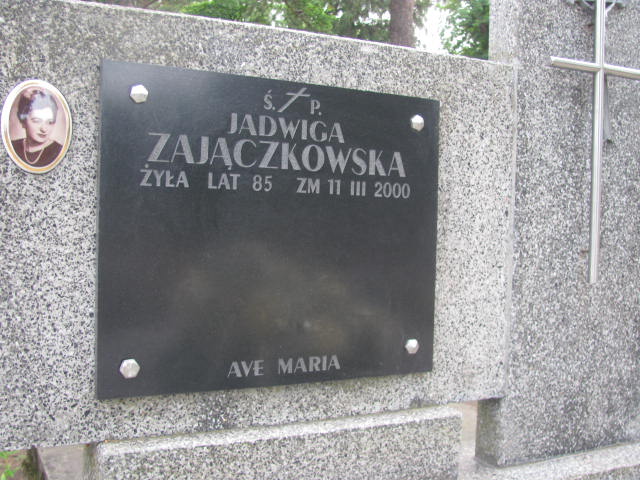 Ś. P.
JADWIGA
ZAJĄCZKOWSKA
ŻYŁA LAT 85 ZM 11 III 2000
AVE MARIA